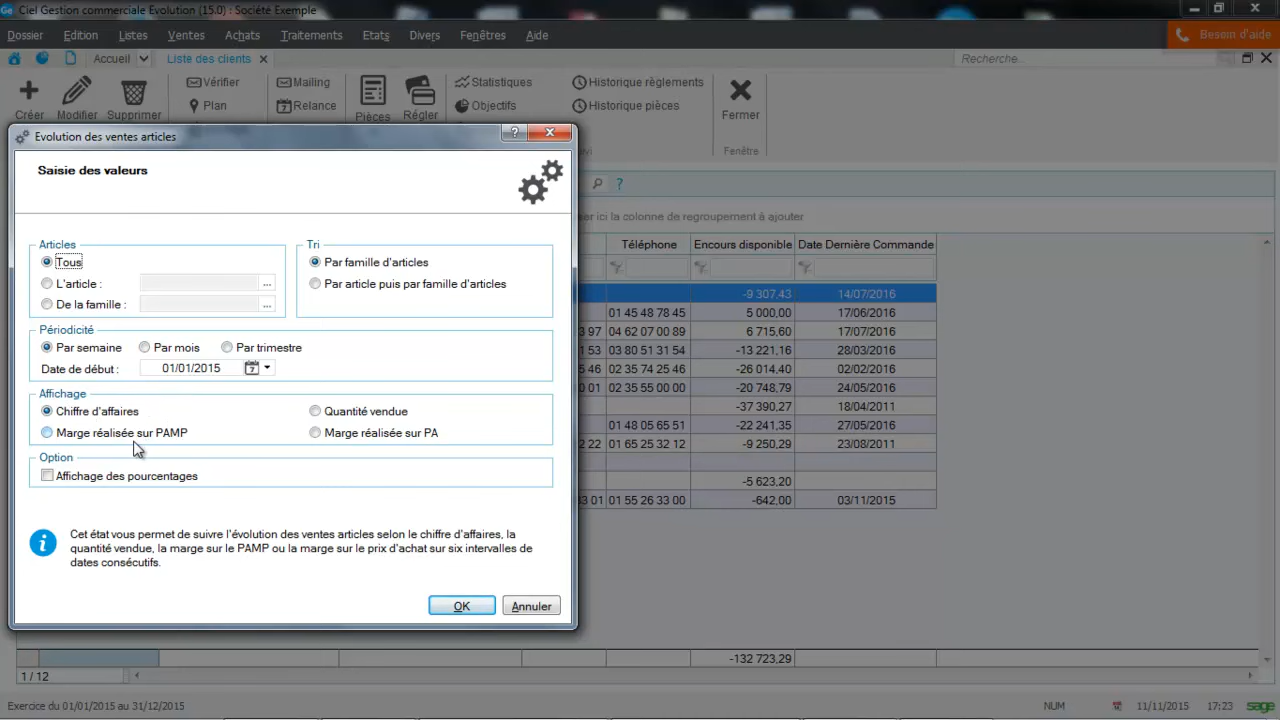 Ciel Gestion commerciale Evolution (15.0) : Société Exemple
Dossier Edition Listes Ventes Achats Traitements Etats Divers Fenêtres Aide Besoin d'aide
Accueil Liste des clients Recherche...
Vérifier Mailing Statistiques Historique règlements
Plan Relance Objectifs Historique pièces
Créer Modifier Supprimer Pièces Régler Fermer
Fenêtre
Evolution des ventes articles
Saisie des valeurs
Articles
Tous
L'article : ...
De la famille : ...
Tri
Par famille d'articles
Par article puis par famille d'articles
Périodicité
Par semaine Par mois Par trimestre
Date de début : 01/01/2015
Affichage
Chiffre d'affaires Quantité vendue
Marge réalisée sur PAMP Marge réalisée sur PA
Option
Affichage des pourcentages
Cet état vous permet de suivre l'évolution des ventes articles selon le chiffre d'affaires, la
quantité vendue, la marge sur le PAMP ou la marge sur le prix d'achat sur six intervalles de
dates consécutifs.
OK Annuler
ici la colonne de regroupement à ajouter
Téléphone Encours disponible Date Dernière Commande
-9 307,43 14/07/2016
01 45 48 78 45 5 000,00 17/06/2016
3 97 04 62 07 00 89 6 715,60 17/07/2016
1 53 03 80 51 31 54 -13 221,16 28/03/2016
5 46 02 35 74 25 46 -26 014,40 02/02/2016
0 01 02 35 55 00 00 -20 748,79 24/05/2016
-37 390,27 18/04/2011
01 48 05 65 51 -22 241,35 27/05/2016
2 22 01 65 25 32 12 -9 250,29 23/08/2011
-5 623,20
33 01 01 55 26 33 00 -642,00 03/11/2015
-132 723,29
1 / 12
Exercice du 01/01/2015 au 31/12/2015 NUM 11/11/2015 17:23 sage